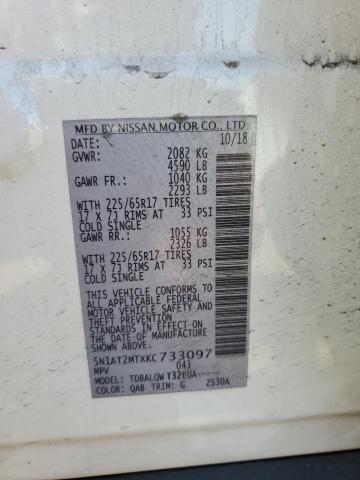 MFD BY NISSAN MOTOR CO., LTD
DATE: 10/18
GVWR: 2082 KG
4590 LB
GAWR FR.: 1040 KG
2293 LB
WITH 225/65R17 TIRES
17 X 7J RIMS AT 33 PSI
COLD SINGLE
GAWR RR.: 1055 KG
2326 LB
WITH 225/65R17 TIRES
17 X 7J RIMS AT 33 PSI
COLD SINGLE
THIS VEHICLE CONFORMS
TO ALL APPLICABLE FEDERAL
MOTOR VEHICLE SAFETY
AND THEFT PREVENTION
STANDARDS IN EFFECT ON
THE DATE OF MANUFACTURE
SHOWN ABOVE.
5N1AT2MTXKC733097
MPV 043
MODEL: TDBALQWT32EUA-----
COLOR: QAB TRIM: G ZS30A